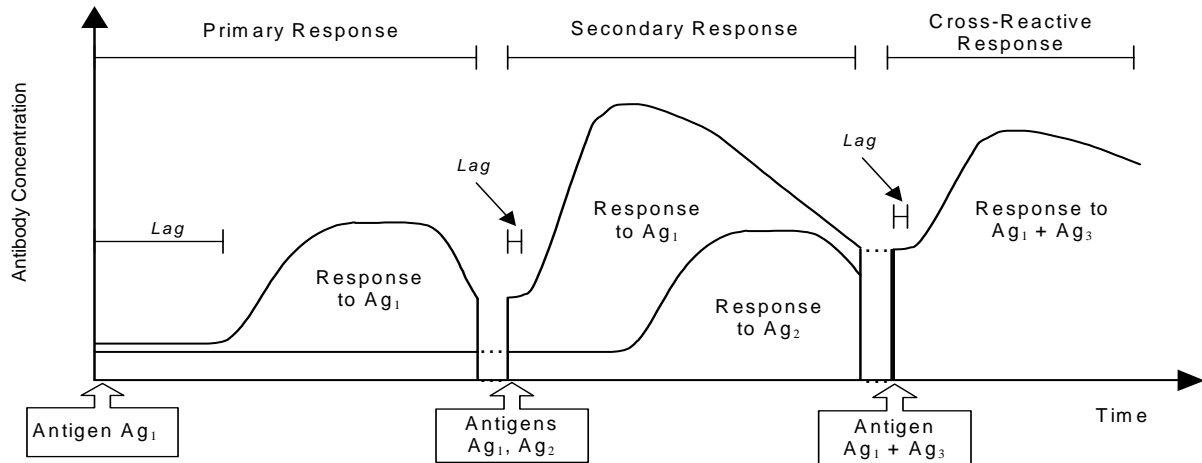 Primary Response
Secondary Response
Cross-Reactive
Response
Antibody Concentration
Lag
Lag
Lag
Response
to Ag₁
Response
to Ag₁
Response
to Ag₂
Response to
Ag₁ + Ag₃
Antigen Ag₁
Antigens
Ag₁, Ag₂
Antigen
Ag₁ + Ag₃
Time